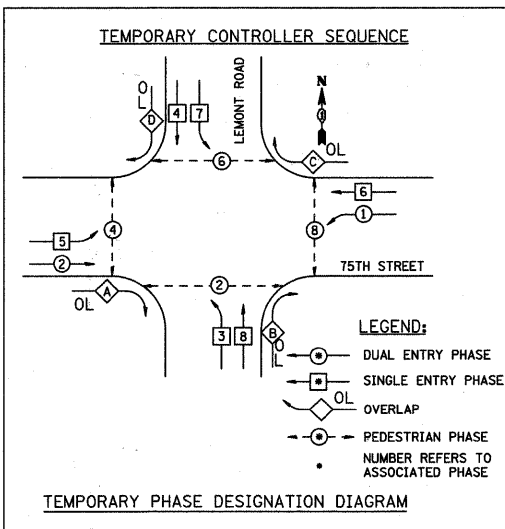 TEMPORARY CONTROLLER SEQUENCE
LEMONT ROAD
N
OL
D
4
7
6
C
OL
6
1
5
2
4
8
75TH STREET
2
A
OL
3
8
B
OL
LEGEND:
* DUAL ENTRY PHASE
* SINGLE ENTRY PHASE
OL
OVERLAP
* PEDESTRIAN PHASE
* NUMBER REFERS TO
ASSOCIATED PHASE
TEMPORARY PHASE DESIGNATION DIAGRAM